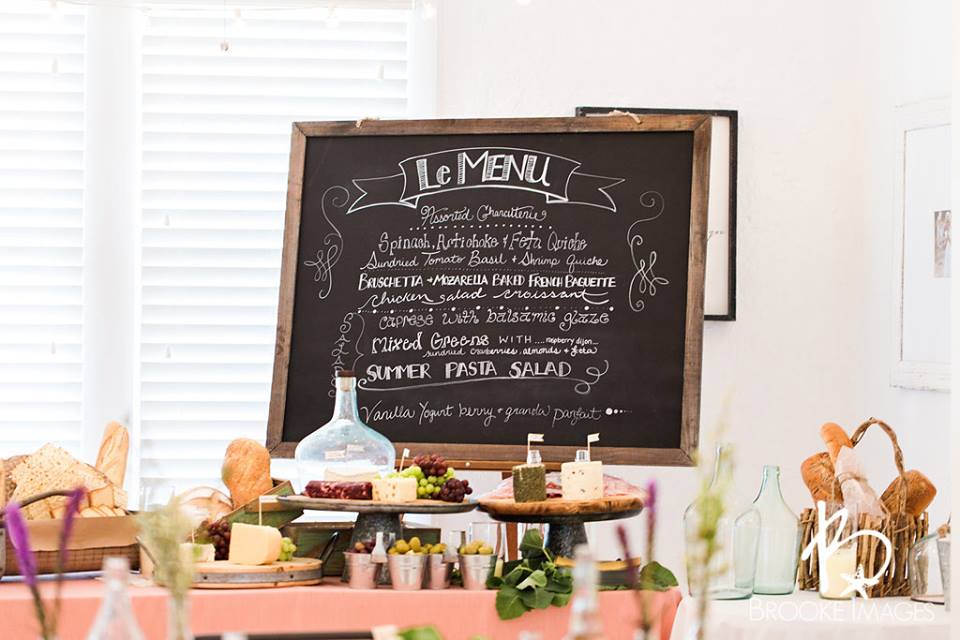 Le MENU
Assorted Charcutterie
Spinach, Artichoke & Feta Quiche
Sundried Tomato Basil & Shrimp Quiche
BRUSCHETTA & MOZARELLA BAKED FRENCH BAGUETTE
chicken salad croissant
caprese with balsamic glaze
Mixed Greens WITH .... raspberry dijon...
sundried cranberries, almonds & feta
SUMMER PASTA SALAD
Vanilla Yogurt berry & granola parfait
BROOKE IMAGES